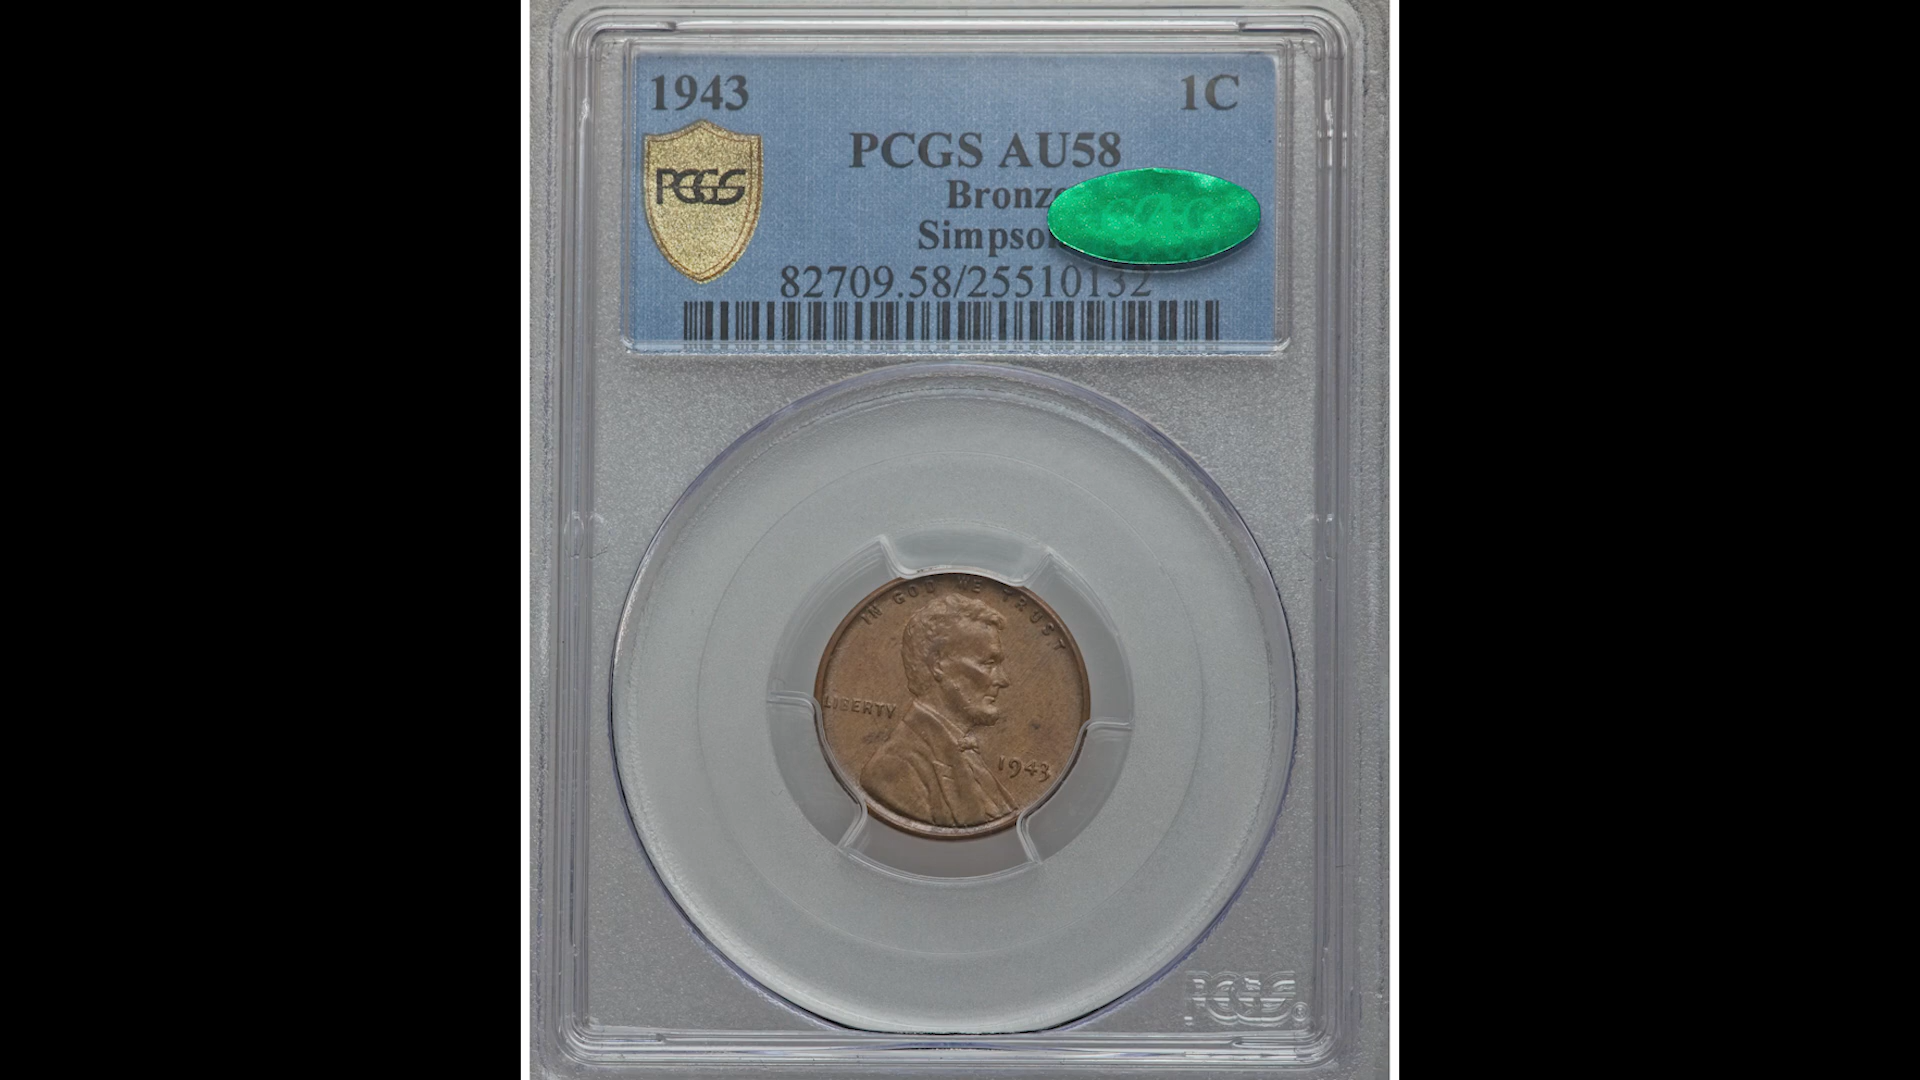 1943 1C
PCGS AU58
PCGS
Bronze
Simpson
82709.58/25510132
IN GOD WE TRUST
LIBERTY
1943
PCGS